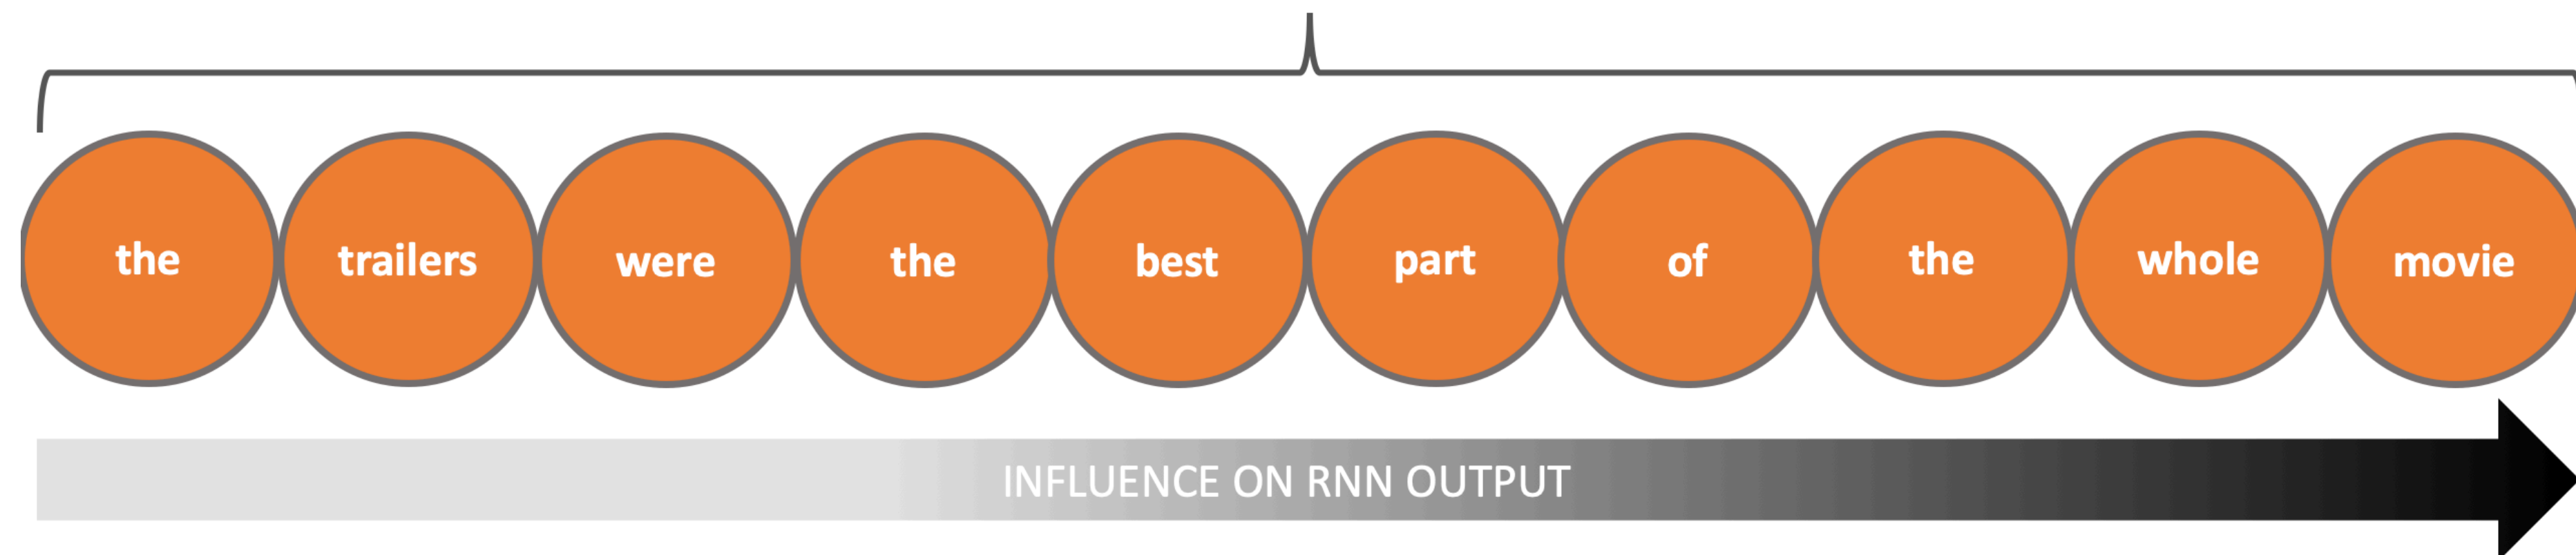 the trailers were the best part of the whole movie
INFLUENCE ON RNN OUTPUT